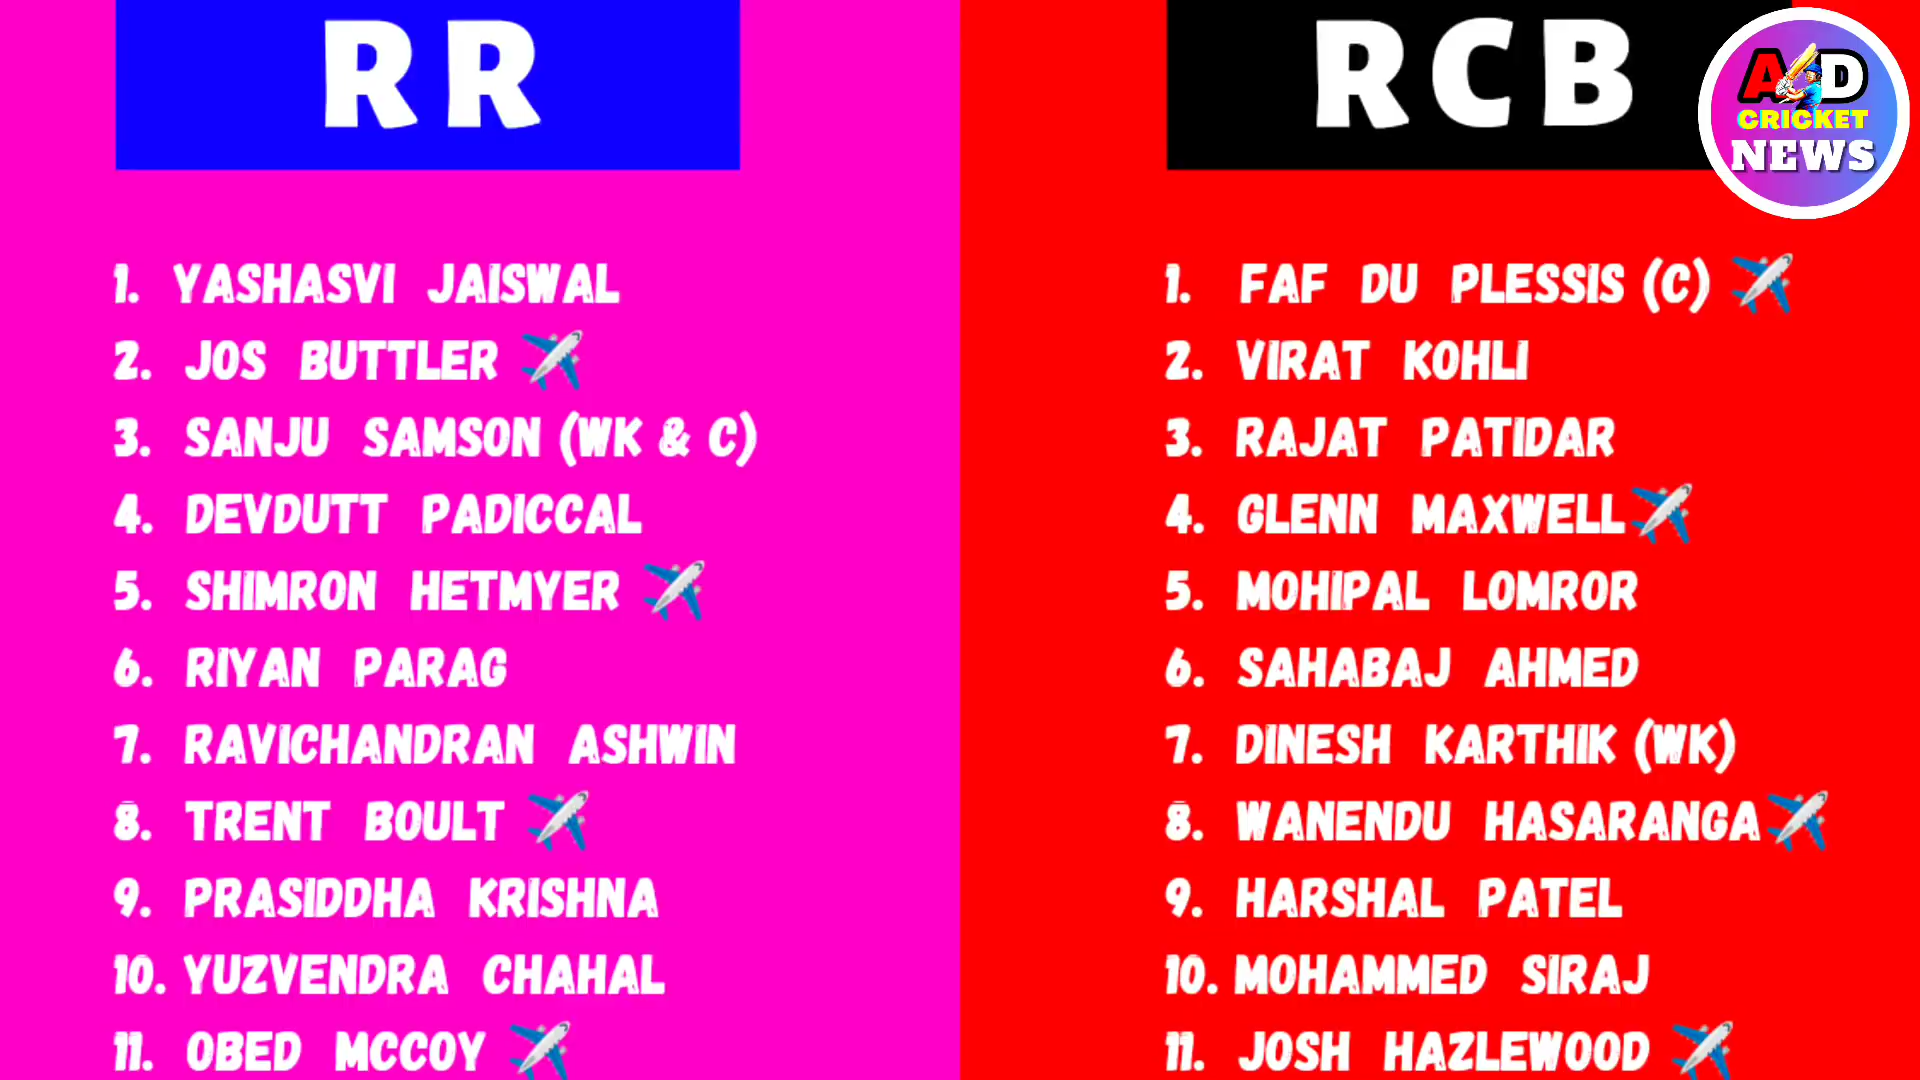 RR
1. YASHASVI JAISWAL
2. JOS BUTTLER
3. SANJU SAMSON (WK & C)
4. DEVDUTT PADICCAL
5. SHIMRON HETMYER
6. RIYAN PARAG
7. RAVICHANDRAN ASHWIN
8. TRENT BOULT
9. PRASIDDHA KRISHNA
10. YUZVENDRA CHAHAL
11. OBED MCCOY
RCB
1. FAF DU PLESSIS (C)
2. VIRAT KOHLI
3. RAJAT PATIDAR
4. GLENN MAXWELL
5. MOHIPAL LOMROR
6. SAHABAJ AHMED
7. DINESH KARTHIK (WK)
8. WANENDU HASARANGA
9. HARSHAL PATEL
10. MOHAMMED SIRAJ
11. JOSH HAZLEWOOD
AD
CRICKET
NEWS